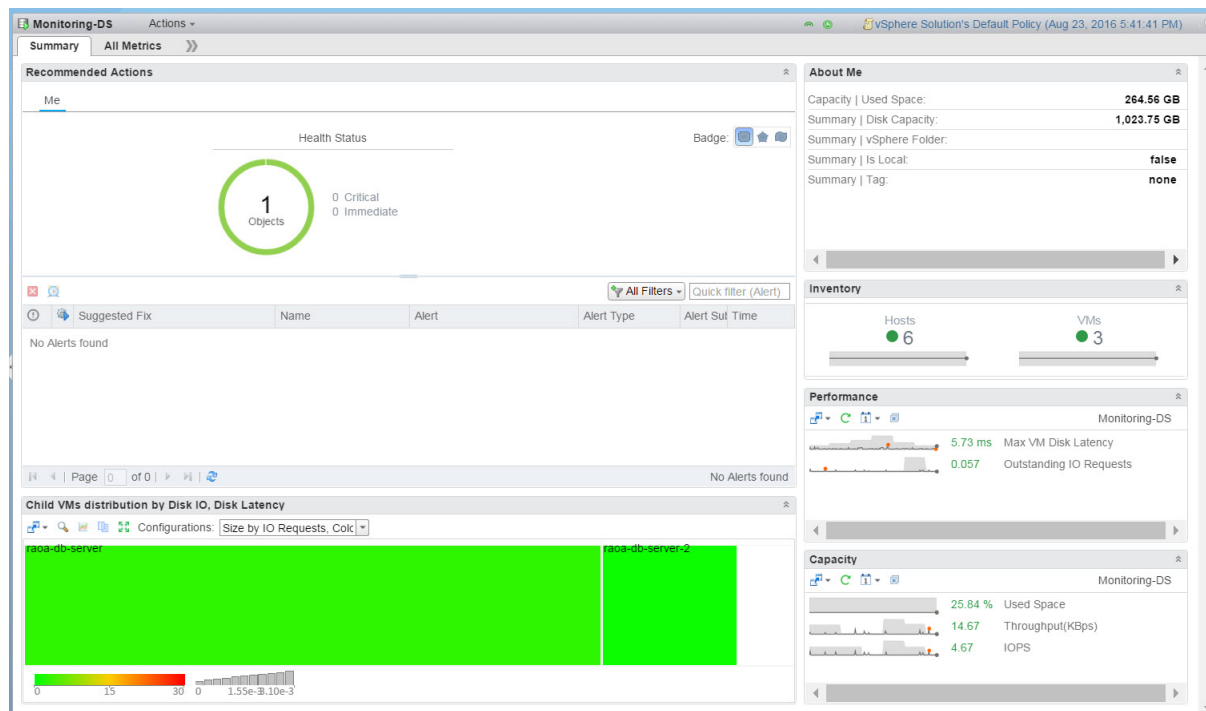 Monitoring-DS Actions vSphere Solution's Default Policy (Aug 23, 2016 5:41:41 PM)
Summary All Metrics
Recommended Actions
Me
Health Status
Badge:
1
Objects
0 Critical
0 Immediate
All Filters Quick filter (Alert)
Suggested Fix Name Alert Alert Type Alert Sul Time
No Alerts found
Page 0 of 0 No Alerts found
Child VMs distribution by Disk IO, Disk Latency
Configurations: Size by IO Requests, Colc
raoa-db-server raoa-db-server-2
0 15 30 0 1.55e-3.10e-3
About Me
Capacity | Used Space: 264.56 GB
Summary | Disk Capacity: 1,023.75 GB
Summary | vSphere Folder:
Summary | Is Local: false
Summary | Tag: none
Inventory
Hosts VMs
6 3
Performance
1 Monitoring-DS
5.73 ms Max VM Disk Latency
0.057 Outstanding IO Requests
Capacity
1 Monitoring-DS
25.84 % Used Space
14.67 Throughput(KBps)
4.67 IOPS